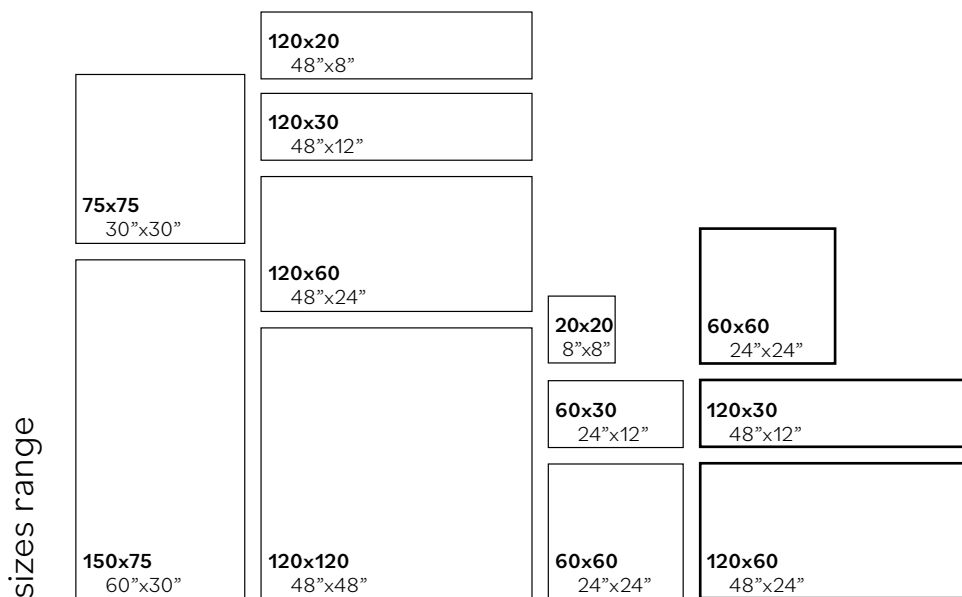 sizes range
75x75
30”x30”
150x75
60”x30”
120x20
48”x8”
120x30
48”x12”
120x60
48”x24”
120x120
48”x48”
20x20
8”x8”
60x30
24”x12”
60x60
24”x24”
60x60
24”x24”
120x30
48”x12”
120x60
48”x24”